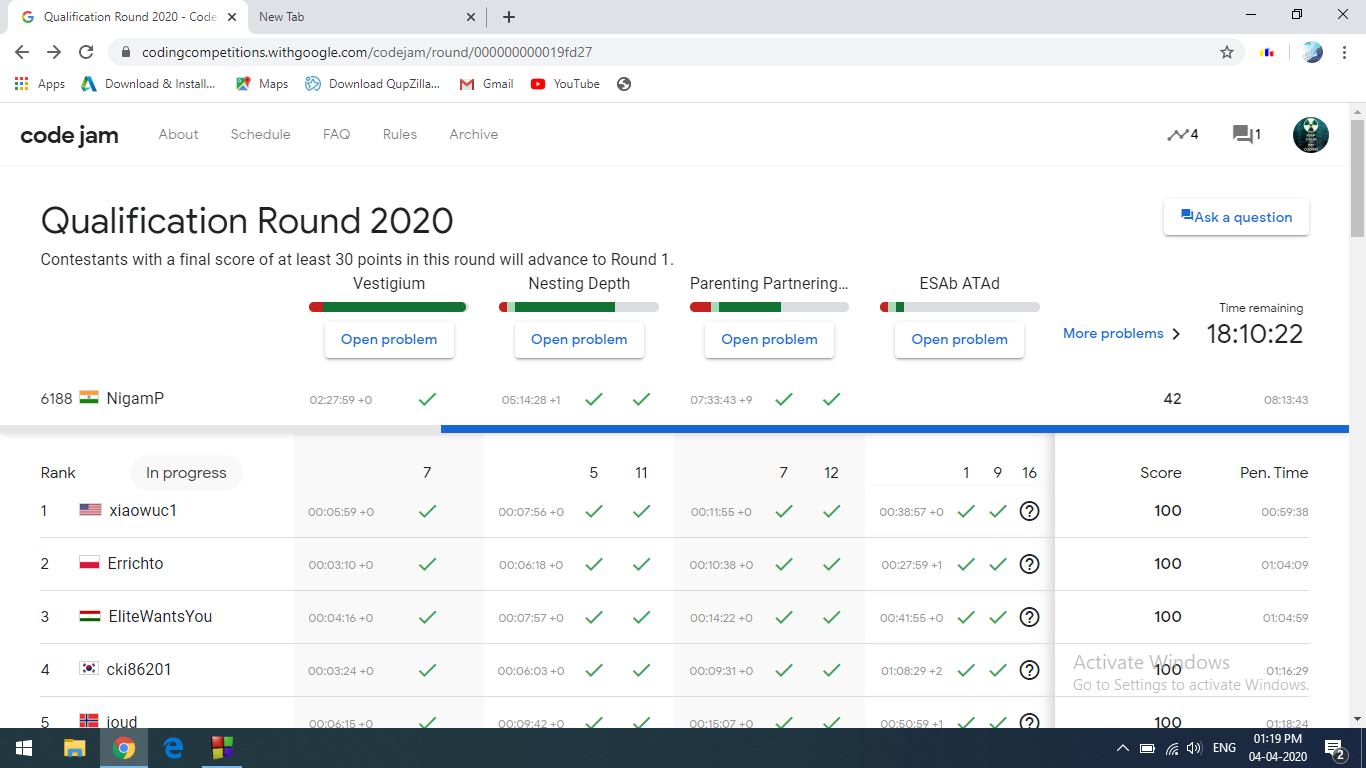 Qualification Round 2020 - Code
New Tab
codingcompetitions.withgoogle.com/codejam/round/000000000019fd27
Apps
Download & Install...
Maps
Download QupZilla...
Gmail
YouTube
code jam
About
Schedule
FAQ
Rules
Archive
4
1
Qualification Round 2020
Ask a question
Contestants with a final score of at least 30 points in this round will advance to Round 1.
Vestigium
Nesting Depth
Parenting Partnering...
ESAb ATAd
Time remaining
Open problem
Open problem
Open problem
Open problem
More problems
18:10:22
6188 NigamP 02:27:59 +0 05:14:28 +1 07:33:43 +9 42 08:13:43
Rank In progress 7 5 11 7 12 1 9 16 Score Pen. Time
1 xiaowuc1 00:05:59 +0 00:07:56 +0 00:11:55 +0 00:38:57 +0 100 00:59:38
2 Errichto 00:03:10 +0 00:06:18 +0 00:10:38 +0 00:27:59 +1 100 01:04:09
3 EliteWantsYou 00:04:16 +0 00:07:57 +0 00:14:22 +0 00:41:55 +0 100 01:04:59
4 cki86201 00:03:24 +0 00:06:03 +0 00:09:31 +0 01:08:29 +2 100 01:16:29
Activate Windows
Go to Settings to activate Windows.
5 joud 00:06:15 +0 00:09:42 +0 00:15:07 +0 00:50:59 +1 100 01:18:24
ENG
01:19 PM
04-04-2020
2